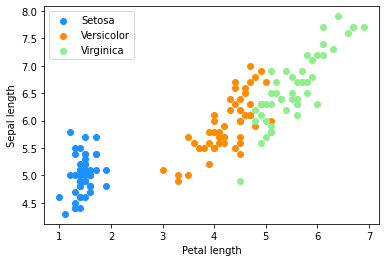 8.0
7.5
7.0
6.5
6.0
5.5
5.0
4.5
Sepal length
Setosa
Versicolor
Virginica
1 2 3 4 5 6 7
Petal length